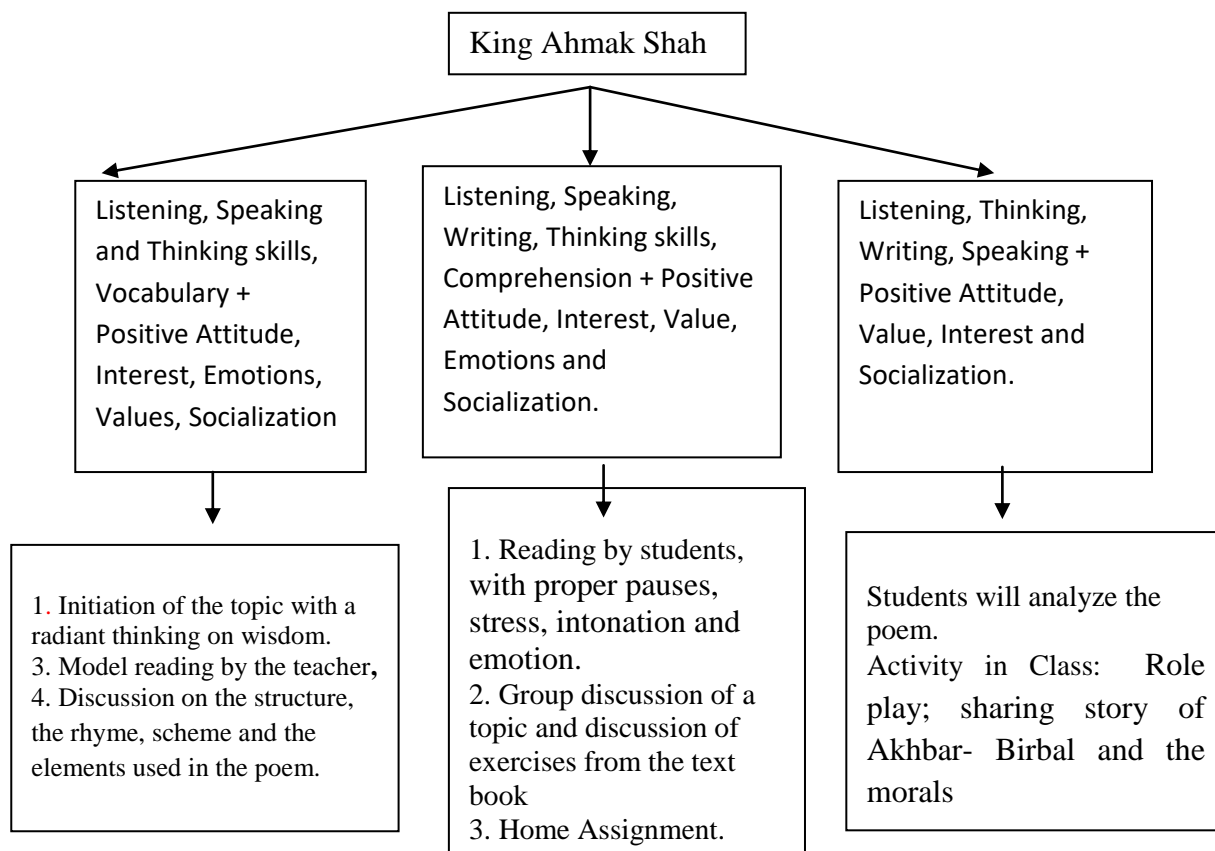 King Ahmak Shah
Listening, Speaking
and Thinking skills,
Vocabulary +
Positive Attitude,
Interest, Emotions,
Values, Socialization
Listening, Speaking,
Writing, Thinking skills,
Comprehension + Positive
Attitude, Interest, Value,
Emotions and
Socialization.
Listening, Thinking,
Writing, Speaking +
Positive Attitude,
Value, Interest and
Socialization.
1. Initiation of the topic with a
radiant thinking on wisdom.
3. Model reading by the teacher,
4. Discussion on the structure,
the rhyme, scheme and the
elements used in the poem.
1. Reading by students,
with proper pauses,
stress, intonation and
emotion.
2. Group discussion of a
topic and discussion of
exercises from the text
book
3. Home Assignment.
Students will analyze the
poem.
Activity in Class: Role
play; sharing story of
Akhbar- Birbal and the
morals